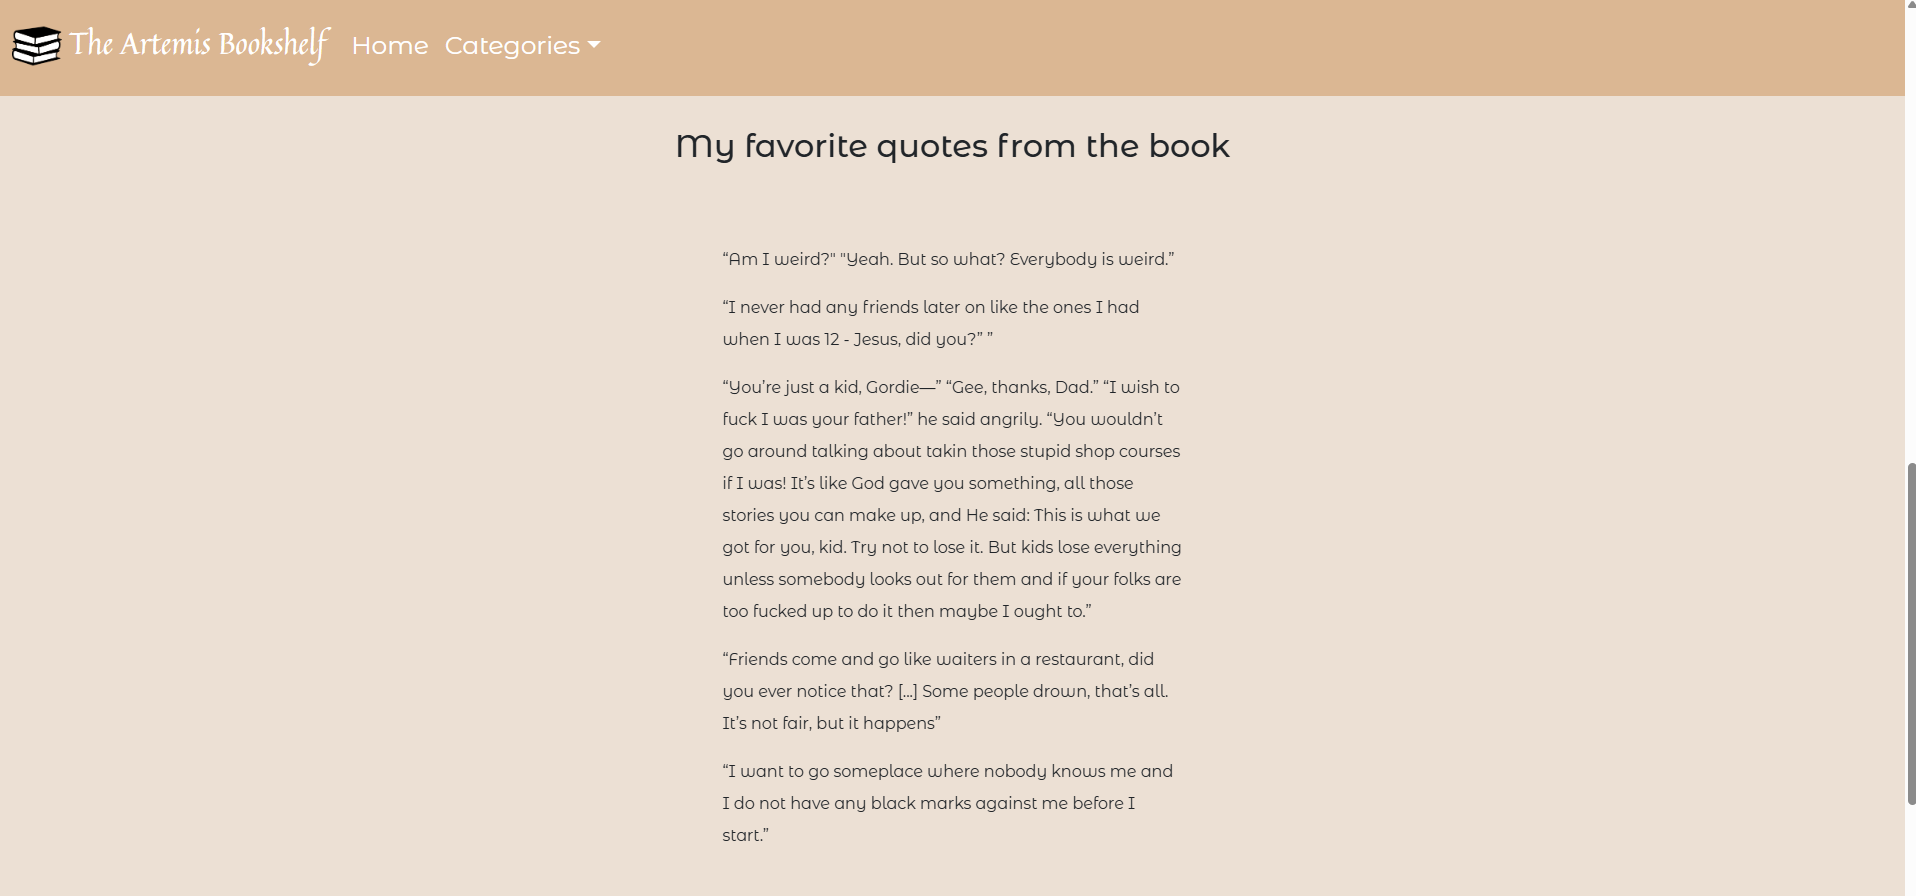 The Artemis Bookshelf Home Categories
My favorite quotes from the book
“Am I weird?" "Yeah. But so what? Everybody is weird.”
“I never had any friends later on like the ones I had
when I was 12 - Jesus, did you?” ”
“You’re just a kid, Gordie—” “Gee, thanks, Dad.” “I wish to
fuck I was your father!” he said angrily. “You wouldn’t
go around talking about takin those stupid shop courses
if I was! It’s like God gave you something, all those
stories you can make up, and He said: This is what we
got for you, kid. Try not to lose it. But kids lose everything
unless somebody looks out for them and if your folks are
too fucked up to do it then maybe I ought to.”
“Friends come and go like waiters in a restaurant, did
you ever notice that? [...] Some people drown, that’s all.
It’s not fair, but it happens”
“I want to go someplace where nobody knows me and
I do not have any black marks against me before I
start.”